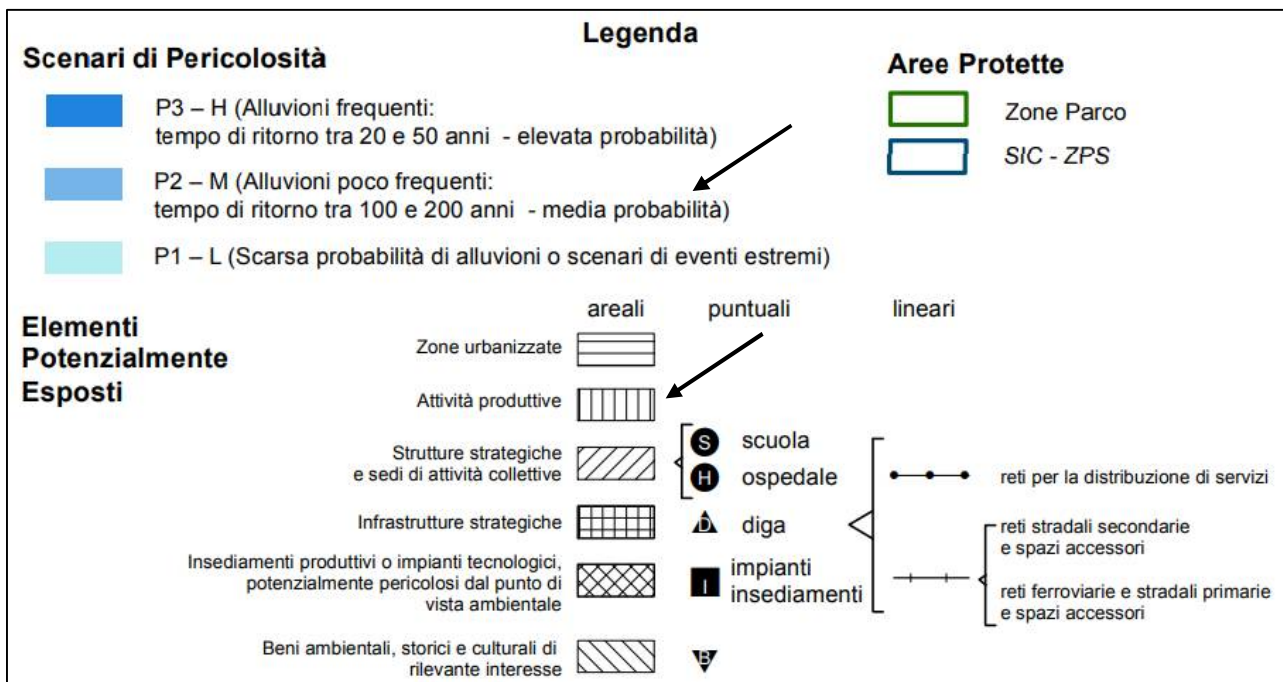 Legenda
Scenari di Pericolosità
P3 – H (Alluvioni frequenti:
tempo di ritorno tra 20 e 50 anni - elevata probabilità)
P2 – M (Alluvioni poco frequenti:
tempo di ritorno tra 100 e 200 anni - media probabilità)
P1 – L (Scarsa probabilità di alluvioni o scenari di eventi estremi)
Aree Protette
Zone Parco
SIC - ZPS
Elementi
Potenzialmente
Esposti
areali
puntuali
lineari
Zone urbanizzate
Attività produttive
Strutture strategiche
e sedi di attività collettive
Infrastrutture strategiche
Insediamenti produttivi o impianti tecnologici,
potenzialmente pericolosi dal punto di
vista ambientale
Beni ambientali, storici e culturali di
rilevante interesse
S scuola
H ospedale
D diga
I impianti
insediamenti
B
reti per la distribuzione di servizi
reti stradali secondarie
e spazi accessori
reti ferroviarie e stradali primarie
e spazi accessori